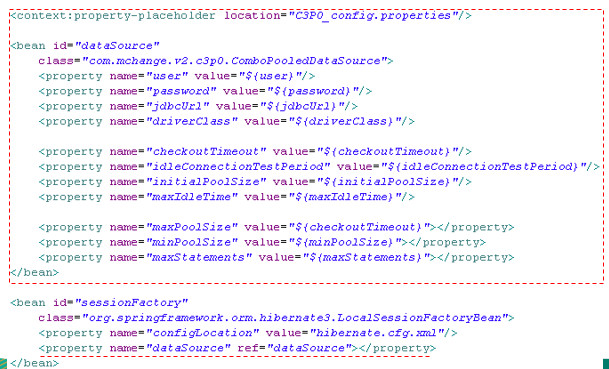 <context:property-placeholder location="C3P0_config.properties"/>
<bean id="dataSource"
class="com.mchange.v2.c3p0.ComboPooledDataSource">
<property name="user" value="${user}"/>
<property name="password" value="${password}"/>
<property name="jdbcUrl" value="${jdbcUrl}"/>
<property name="driverClass" value="${driverClass}"/>
<property name="checkoutTimeout" value="${checkoutTimeout}"/>
<property name="idleConnectionTestPeriod" value="${idleConnectionTestPeriod}"/>
<property name="initialPoolSize" value="${initialPoolSize}"/>
<property name="maxIdleTime" value="${maxIdleTime}"/>
<property name="maxPoolSize" value="${checkoutTimeout}"></property>
<property name="minPoolSize" value="${minPoolSize}"></property>
<property name="maxStatements" value="${maxStatements}"></property>
</bean>
<bean id="sessionFactory"
class="org.springframework.orm.hibernate3.LocalSessionFactoryBean">
<property name="configLocation" value="hibernate.cfg.xml"/>
<property name="dataSource" ref="dataSource"></property>
</bean>